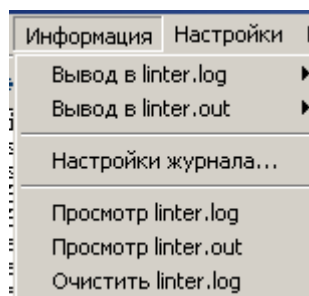 Информация Настройки
Вывод в linter.log
Вывод в linter.out
Настройки журнала...
Просмотр linter.log
Просмотр linter.out
Очистить linter.log